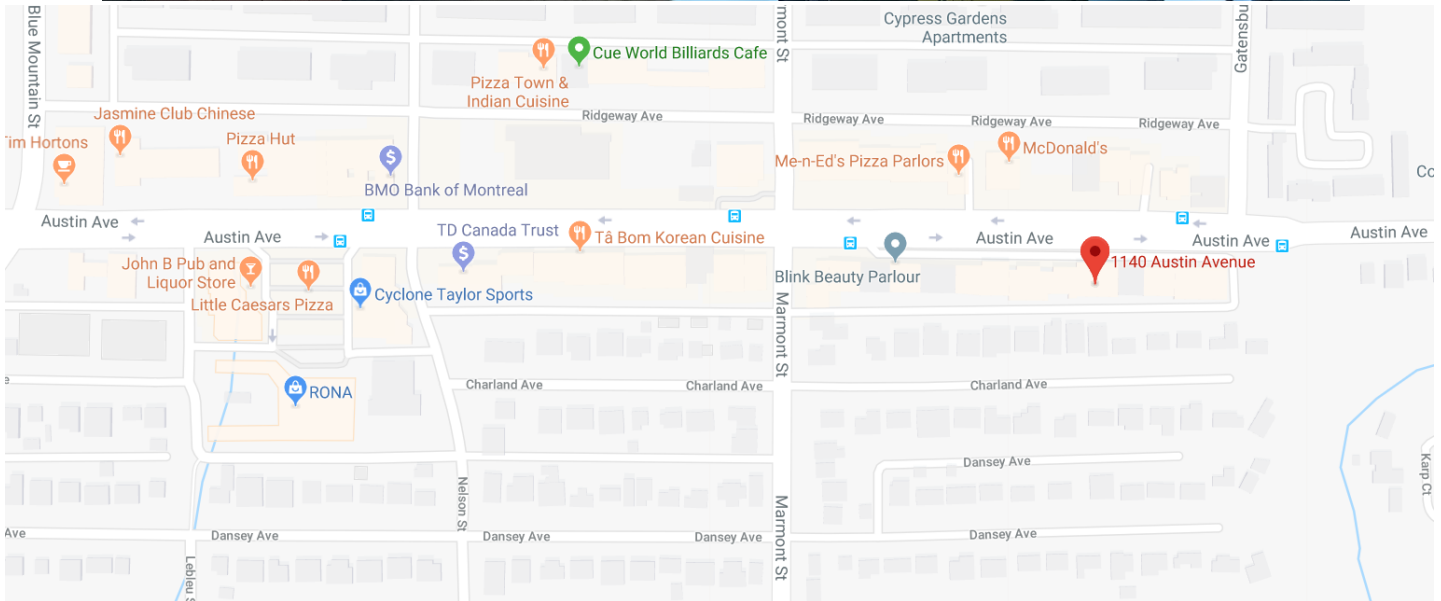 Blue Mountain St
Marmont St
Cypress Gardens
Apartments
Gatensbu
Cue World Billiards Cafe
Pizza Town &
Indian Cuisine
Jasmine Club Chinese
Ridgeway Ave
Ridgeway Ave
Ridgeway Ave
Ridgeway Ave
Tim Hortons
Pizza Hut
Me-n-Ed's Pizza Parlors
McDonald's
Co
BMO Bank of Montreal
Austin Ave
Austin Ave
TD Canada Trust
Tâ Bom Korean Cuisine
Austin Ave
Austin Ave
Austin Ave
John B Pub and
Liquor Store
Little Caesars Pizza
Cyclone Taylor Sports
Blink Beauty Parlour
1140 Austin Avenue
Marmont St
e
RONA
Charland Ave
Charland Ave
Charland Ave
Nelson St
Dansey Ave
Karp Ct
Marmont St
Ave
Dansey Ave
Dansey Ave
Dansey Ave
Dansey Ave
Lebleu S